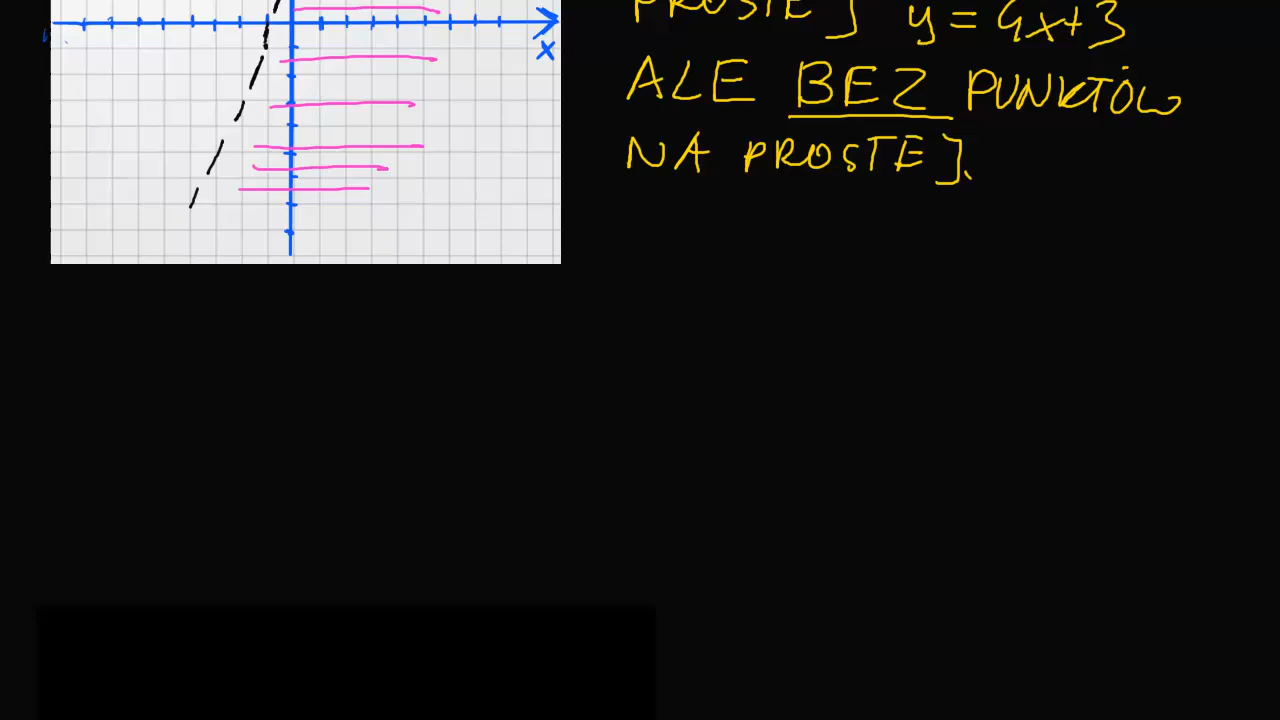 PROSTEJ y = 4x+3
ALE BEZ PUNKTÓW
NA PROSTEJ.
x